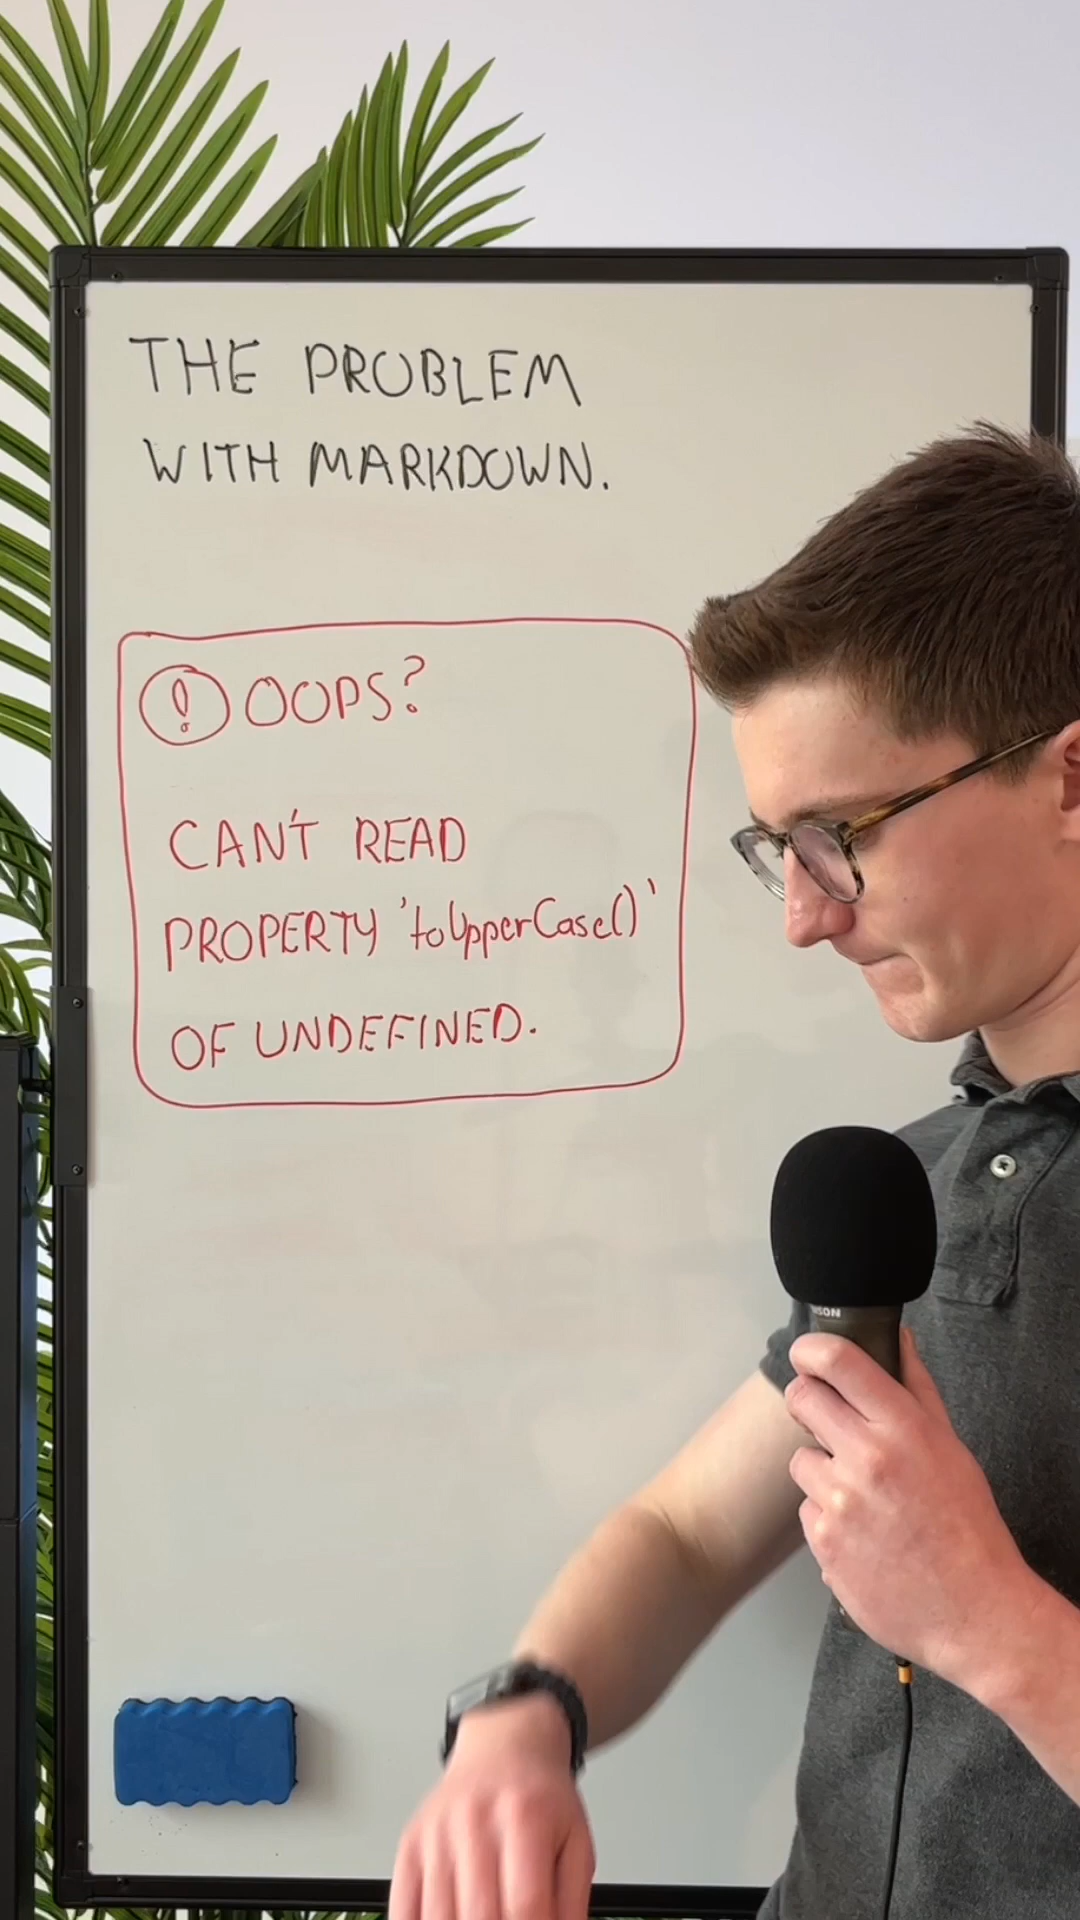 THE PROBLEM
WITH MARKDOWN.
! OOPS?
CAN'T READ
PROPERTY 'toUpperCase()'
OF UNDEFINED.